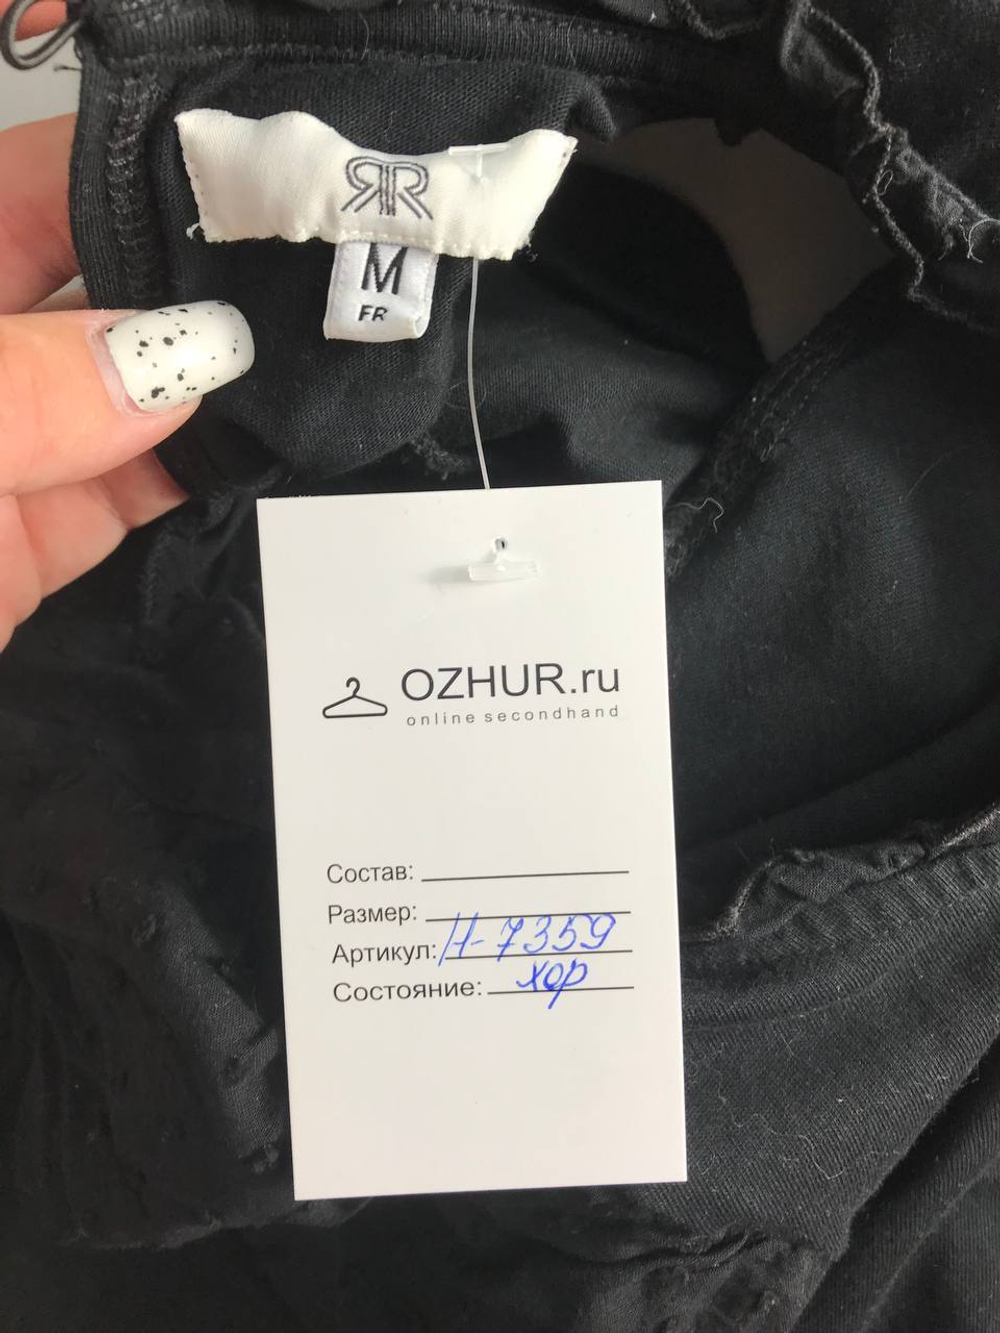 M
FR
OZHUR.ru
online secondhand
Состав:
Размер:
Артикул: Н-7359
Состояние: хор